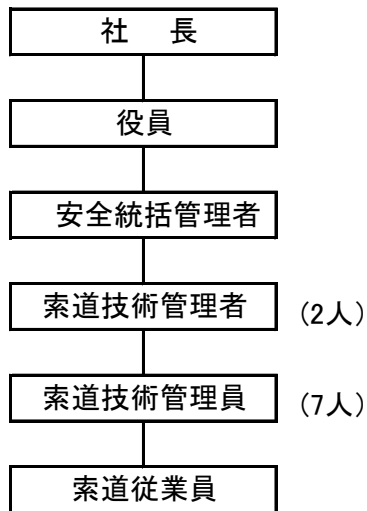 社　長
役員
安全統括管理者
索道技術管理者 (2人)
索道技術管理員 (7人)
索道従業員